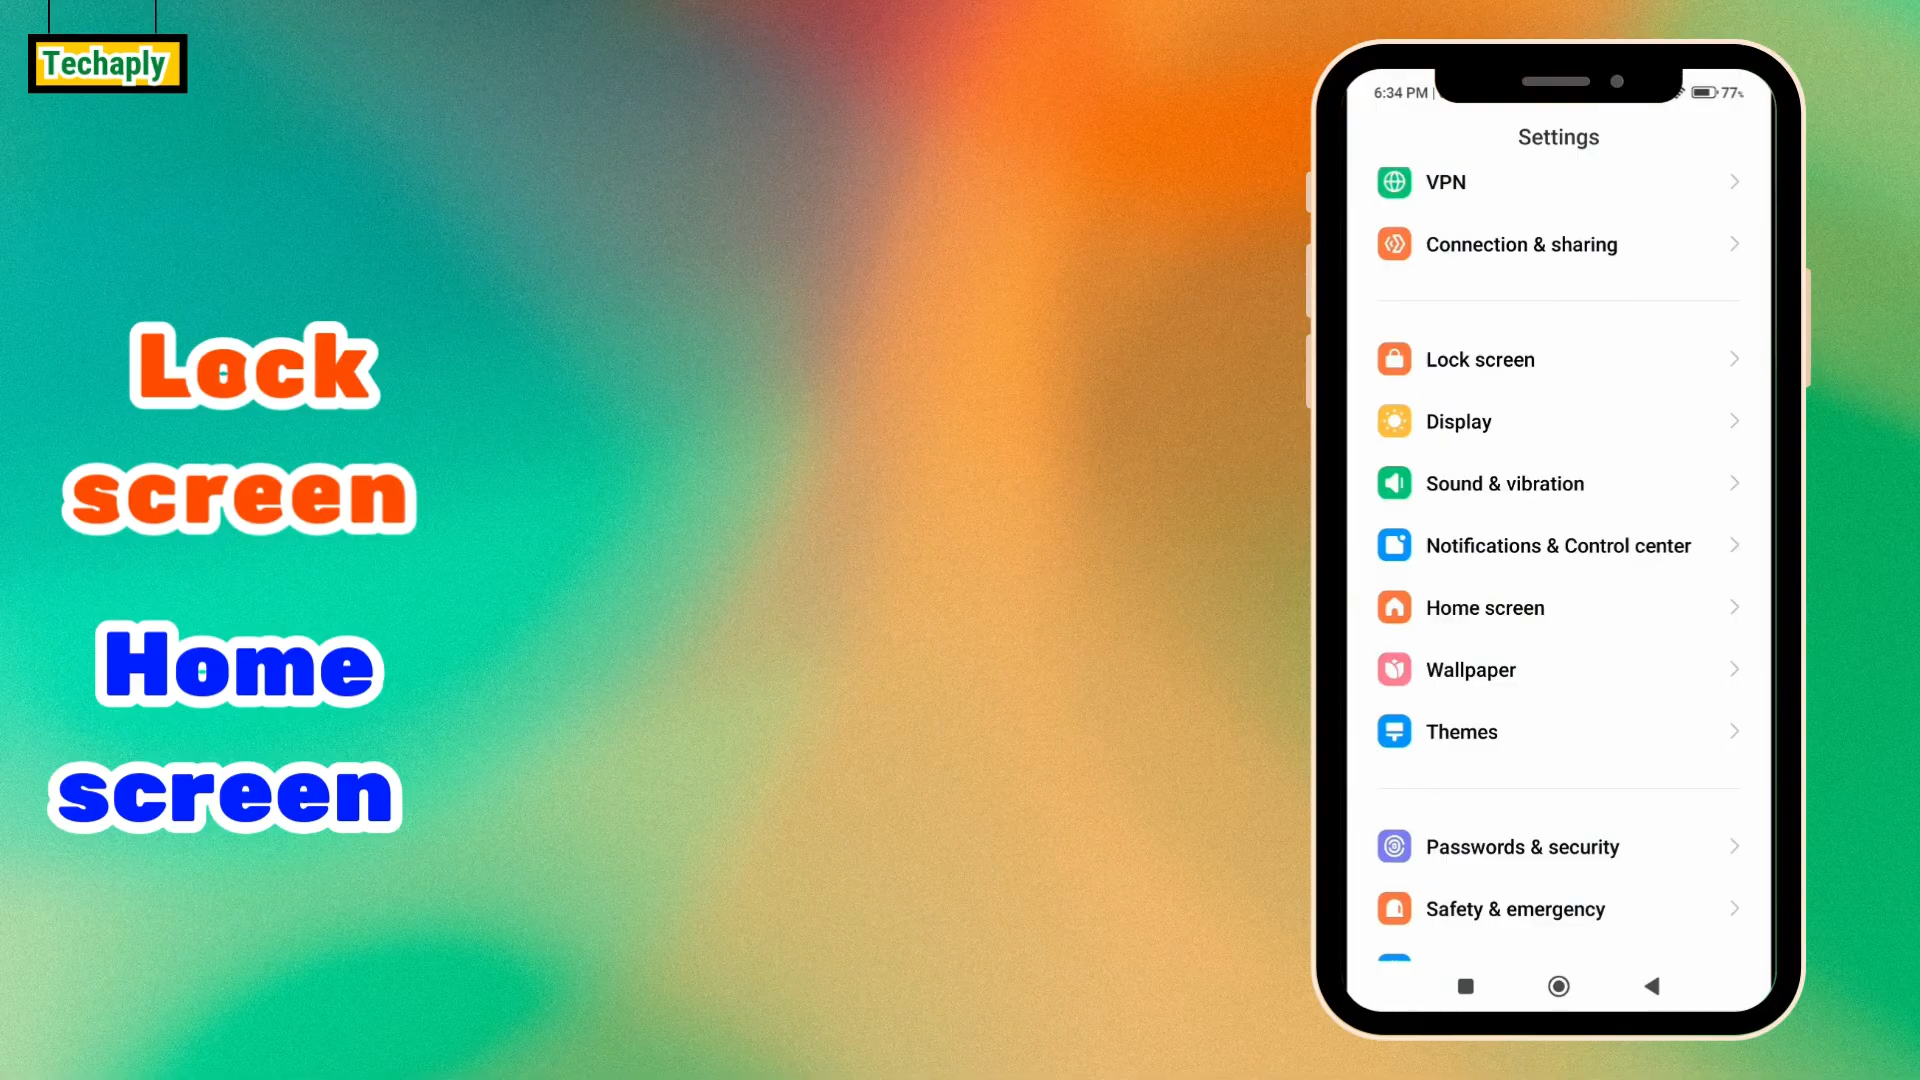 Techaply
Lock
screen
Home
screen
6:34 PM |
77%
Settings
VPN
Connection & sharing
Lock screen
Display
Sound & vibration
Notifications & Control center
Home screen
Wallpaper
Themes
Passwords & security
Safety & emergency